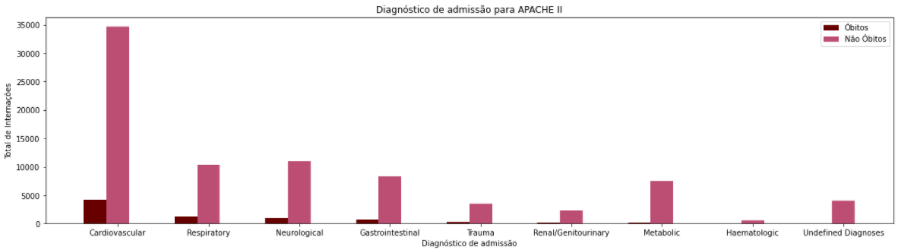 Diagnóstico de admissão para APACHE II
Óbitos
Não Óbitos
Total de Internações
35000
30000
25000
20000
15000
10000
5000
0
Cardiovascular Respiratory Neurological Gastrointestinal Trauma Renal/Genitourinary Metabolic Haematologic Undefined Diagnoses
Diagnóstico de admissão